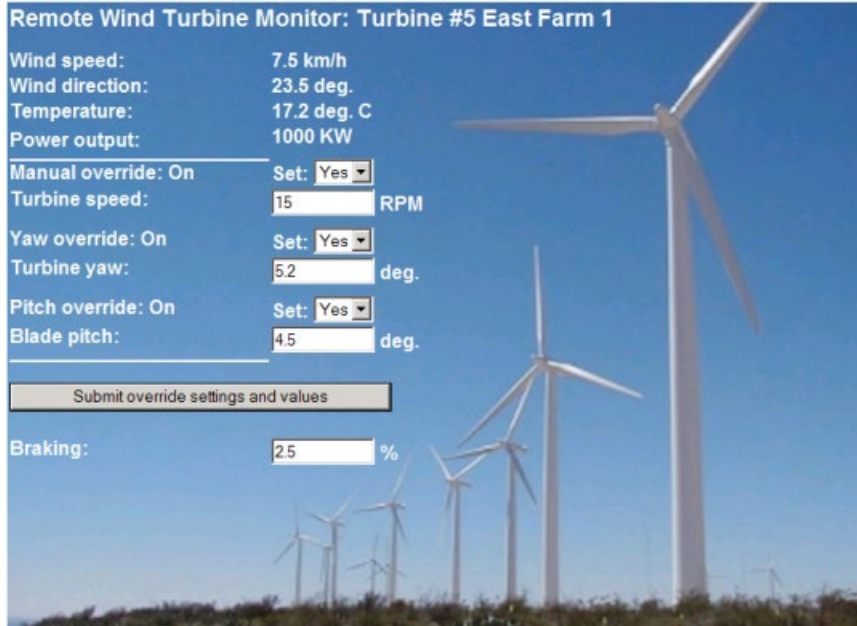 Remote Wind Turbine Monitor: Turbine #5 East Farm 1
Wind speed: 7.5 km/h
Wind direction: 23.5 deg.
Temperature: 17.2 deg. C
Power output: 1000 KW
Manual override: On Set: Yes
Turbine speed: 15 RPM
Yaw override: On Set: Yes
Turbine yaw: 5.2 deg.
Pitch override: On Set: Yes
Blade pitch: 4.5 deg.
Submit override settings and values
Braking: 2.5 %